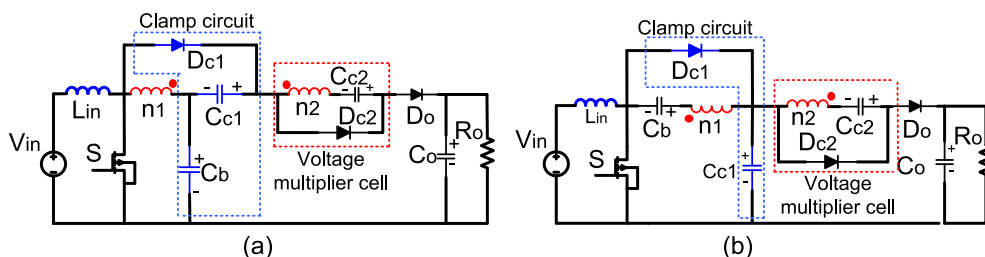 Clamp circuit
Dc1
Lin
n1
Cc1
n2
Cc2
Dc2
Do
Vin
S
Cb
Voltage
multiplier cell
Co
Ro
(a)
Clamp circuit
Dc1
Lin
Cb
n1
n2
Cc2
Dc2
Do
Vin
S
Cc1
Voltage
multiplier cell
Co
Ro
(b)